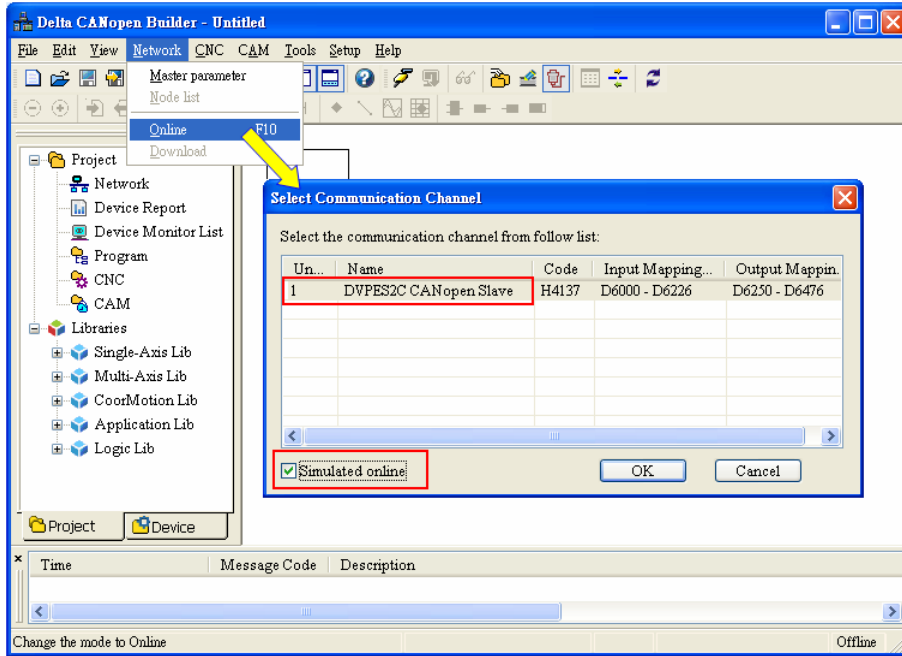 Delta CANopen Builder - Untitled
File Edit View Network CNC CAM Tools Setup Help
Master parameter
Node list
Online F10
Download
Project
Network
Device Report
Device Monitor List
Program
CNC
CAM
Libraries
Single-Axis Lib
Multi-Axis Lib
CoorMotion Lib
Application Lib
Logic Lib
Project Device
Select Communication Channel
Select the communication channel from follow list:
Un... Name Code Input Mapping... Output Mappin.
1 DVPES2C CANopen Slave H4137 D6000 - D6226 D6250 - D6476
Simulated online OK Cancel
Time Message Code Description
Change the mode to Online Offline